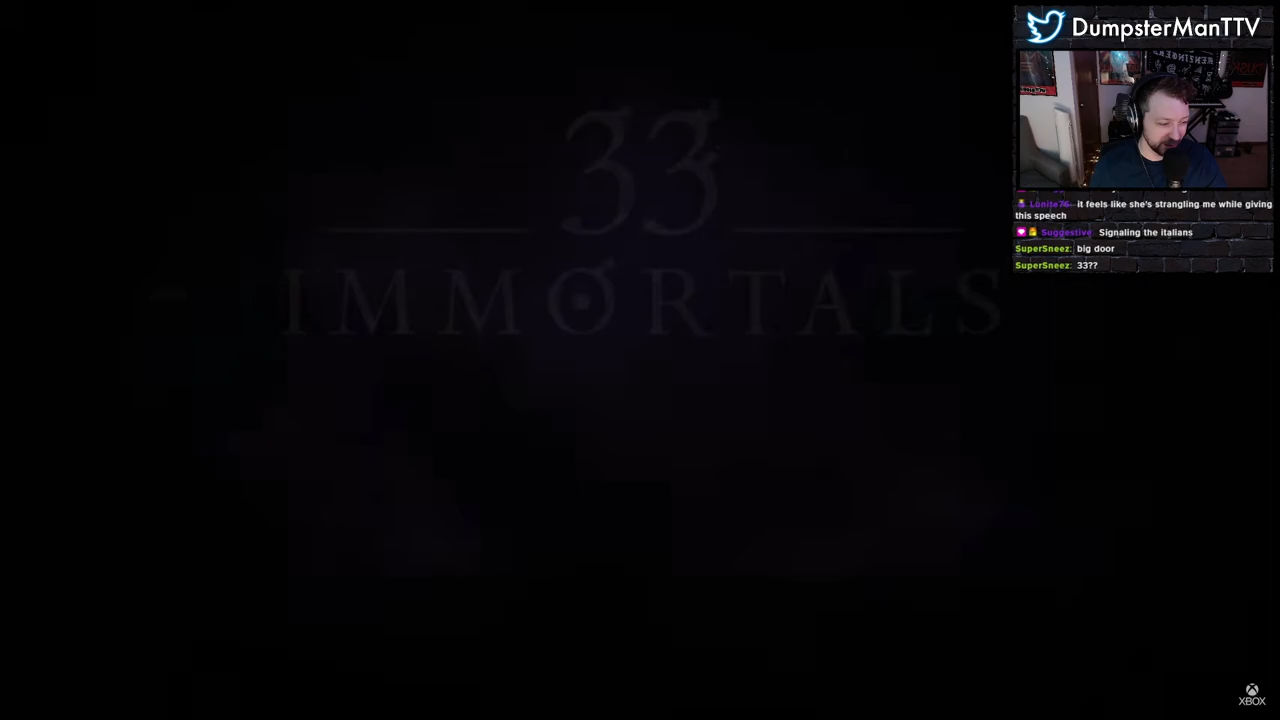 DumpsterManTTV
33
IMMORTALS
Lunite76: it feels like she's strangling me while giving
this speech
Suggestive: Signaling the italians
SuperSneez: big door
SuperSneez: 33??
XBOX